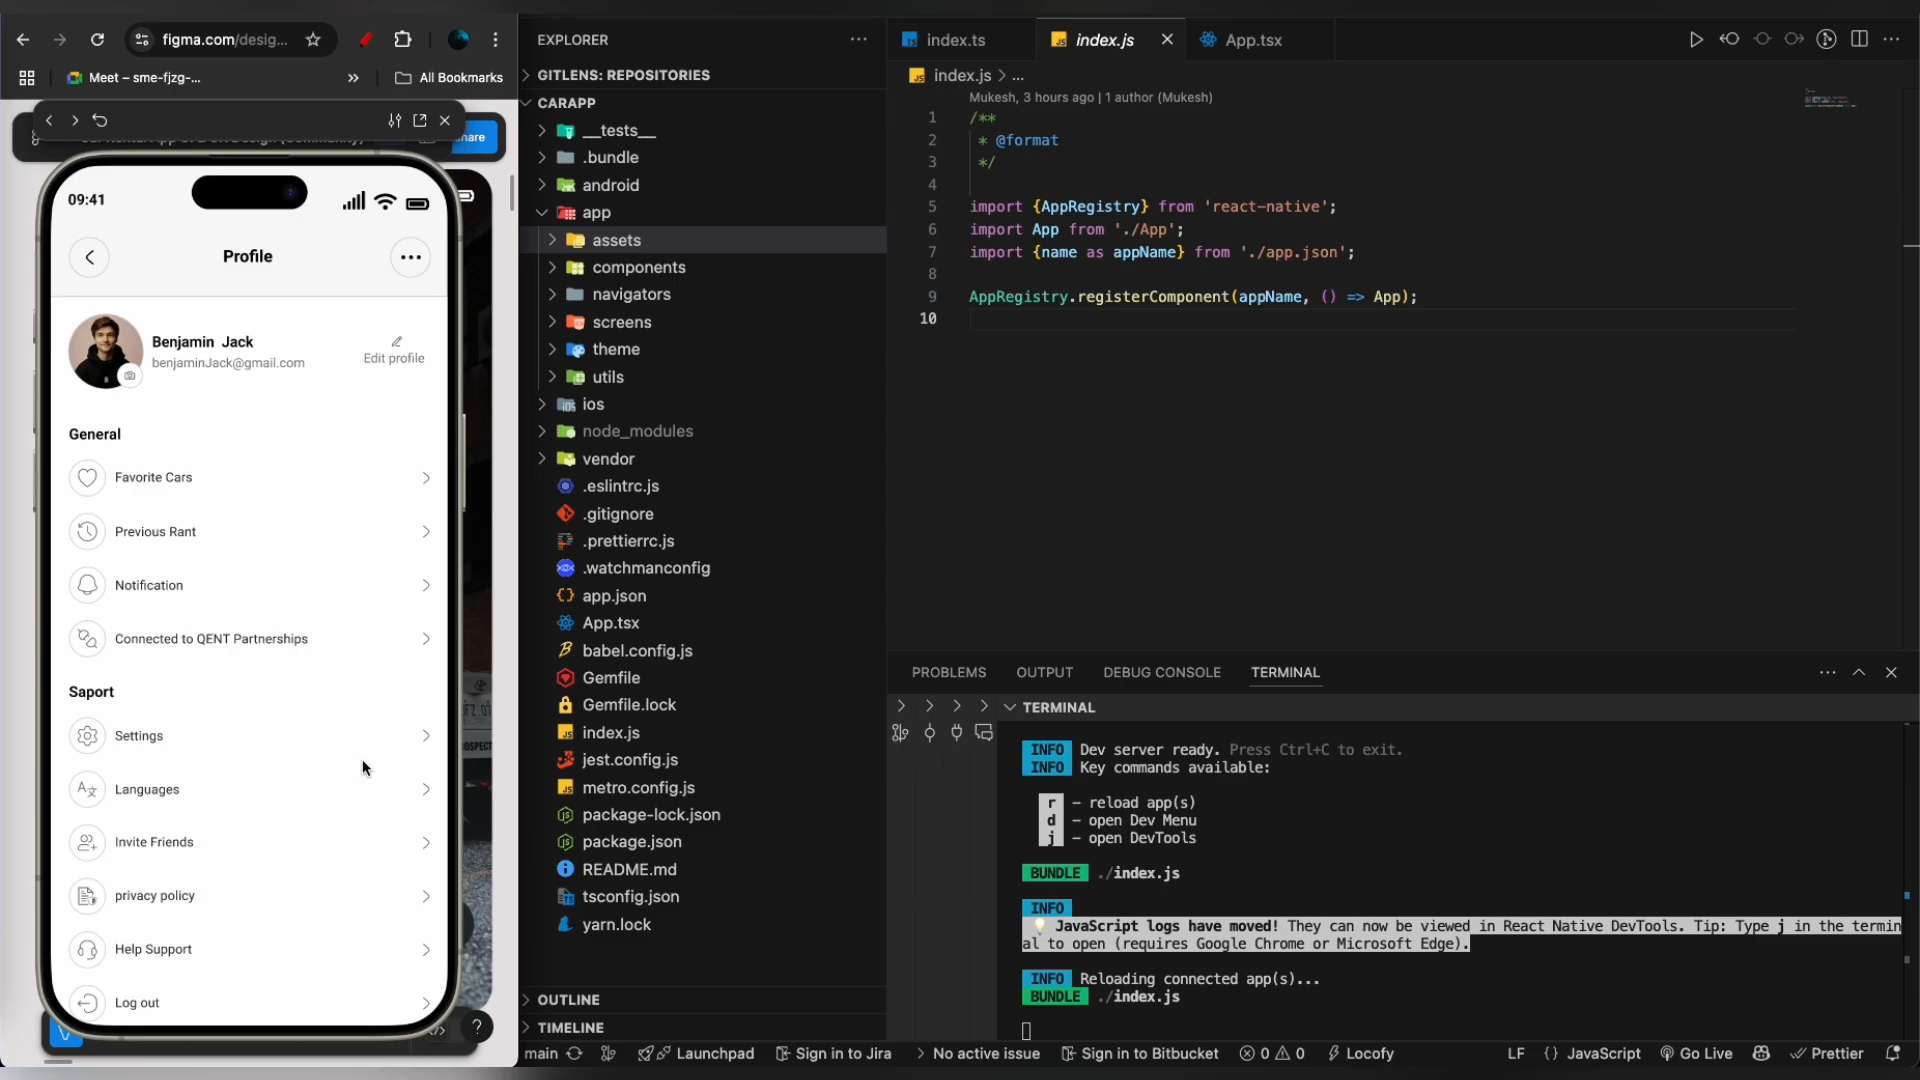 figma.com/desig...
Meet – sme-fjzg-...
»
All Bookmarks
hare
09:41
Profile
Benjamin Jack
benjaminJack@gmail.com
Edit profile
General
Favorite Cars
Previous Rant
Notification
Connected to QENT Partnerships
Saport
Settings
Languages
Invite Friends
privacy policy
Help Support
Log out
?
EXPLORER
GITLENS: REPOSITORIES
CARAPP
__tests__
.bundle
android
app
assets
components
navigators
screens
theme
utils
ios
node_modules
vendor
.eslintrc.js
.gitignore
.prettierrc.js
.watchmanconfig
app.json
App.tsx
babel.config.js
Gemfile
Gemfile.lock
index.js
jest.config.js
metro.config.js
package-lock.json
package.json
README.md
tsconfig.json
yarn.lock
OUTLINE
TIMELINE
index.ts
index.js
App.tsx
index.js > ...
Mukesh, 3 hours ago | 1 author (Mukesh)
1 /**
2 * @format
3 */
4
5 import {AppRegistry} from 'react-native';
6 import App from './App';
7 import {name as appName} from './app.json';
8
9 AppRegistry.registerComponent(appName, () => App);
10
PROBLEMS
OUTPUT
DEBUG CONSOLE
TERMINAL
TERMINAL
INFO Dev server ready. Press Ctrl+C to exit.
INFO Key commands available:
r – reload app(s)
d – open Dev Menu
j – open DevTools
BUNDLE ./index.js
INFO
💡 JavaScript logs have moved! They can now be viewed in React Native DevTools. Tip: Type j in the termin
al to open (requires Google Chrome or Microsoft Edge).
INFO Reloading connected app(s)...
BUNDLE ./index.js
main
Launchpad
Sign in to Jira
> No active issue
Sign in to Bitbucket
0 0
Locofy
LF
{} JavaScript
Go Live
Prettier